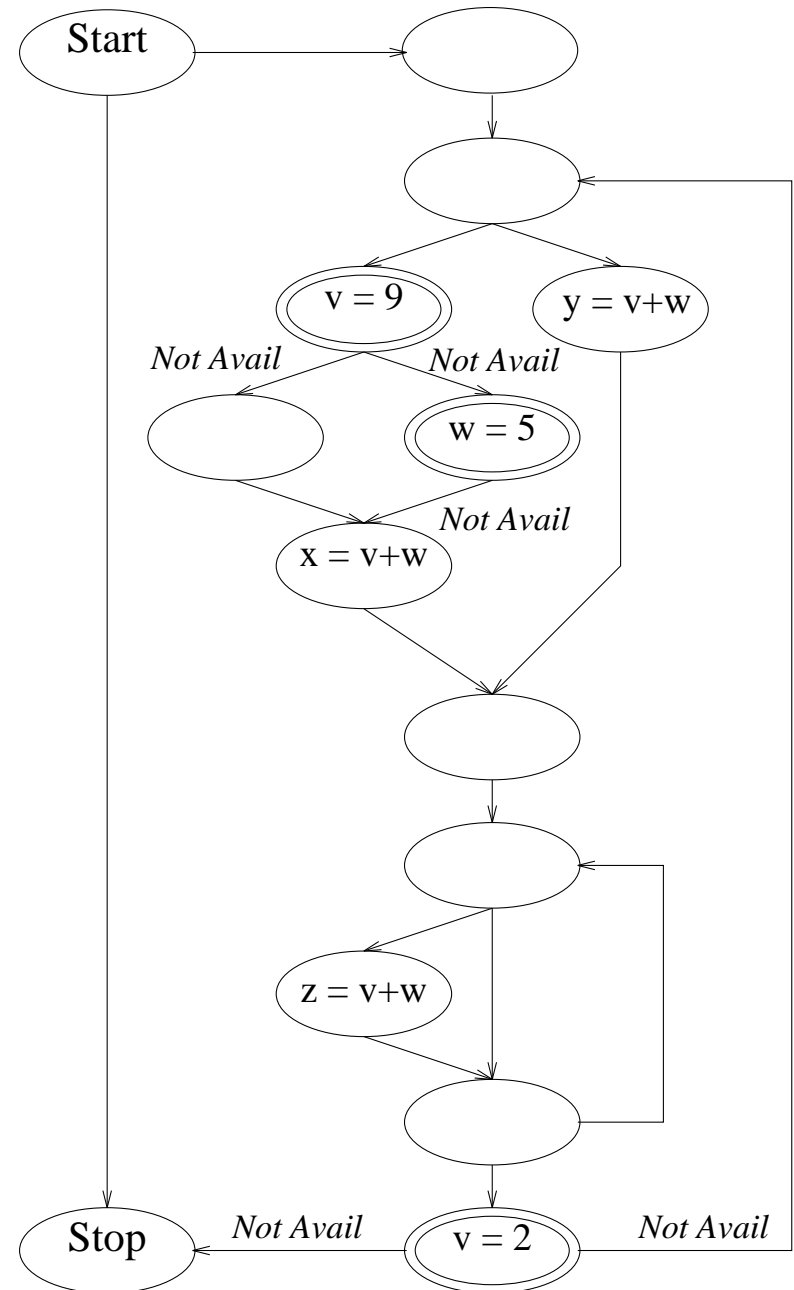 Start
v = 9
y = v+w
Not Avail
Not Avail
w = 5
Not Avail
x = v+w
z = v+w
Stop
Not Avail
v = 2
Not Avail